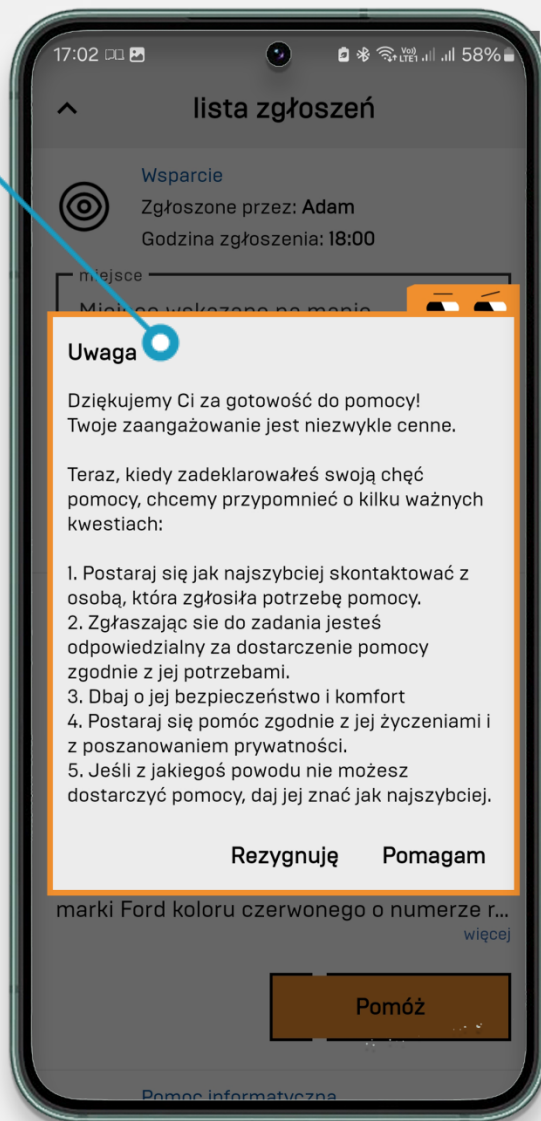 17:02 58%
lista zgłoszeń
Wsparcie
Zgłoszone przez: Adam
Godzina zgłoszenia: 18:00
miejsce
Miejsce wskazane na mapie
Uwaga
Dziękujemy Ci za gotowość do pomocy!
Twoje zaangażowanie jest niezwykle cenne.
Teraz, kiedy zadeklarowałeś swoją chęć
pomocy, chcemy przypomnieć o kilku ważnych
kwestiach:
1. Postaraj się jak najszybciej skontaktować z
osobą, która zgłosiła potrzebę pomocy.
2. Zgłaszając sie do zadania jesteś
odpowiedzialny za dostarczenie pomocy
zgodnie z jej potrzebami.
3. Dbaj o jej bezpieczeństwo i komfort
4. Postaraj się pomóc zgodnie z jej życzeniami i
z poszanowaniem prywatności.
5. Jeśli z jakiegoś powodu nie możesz
dostarczyć pomocy, daj jej znać jak najszybciej.
Rezygnuję Pomagam
marki Ford koloru czerwonego o numerze r...
więcej
Pomóż
Pomoc informatyczna